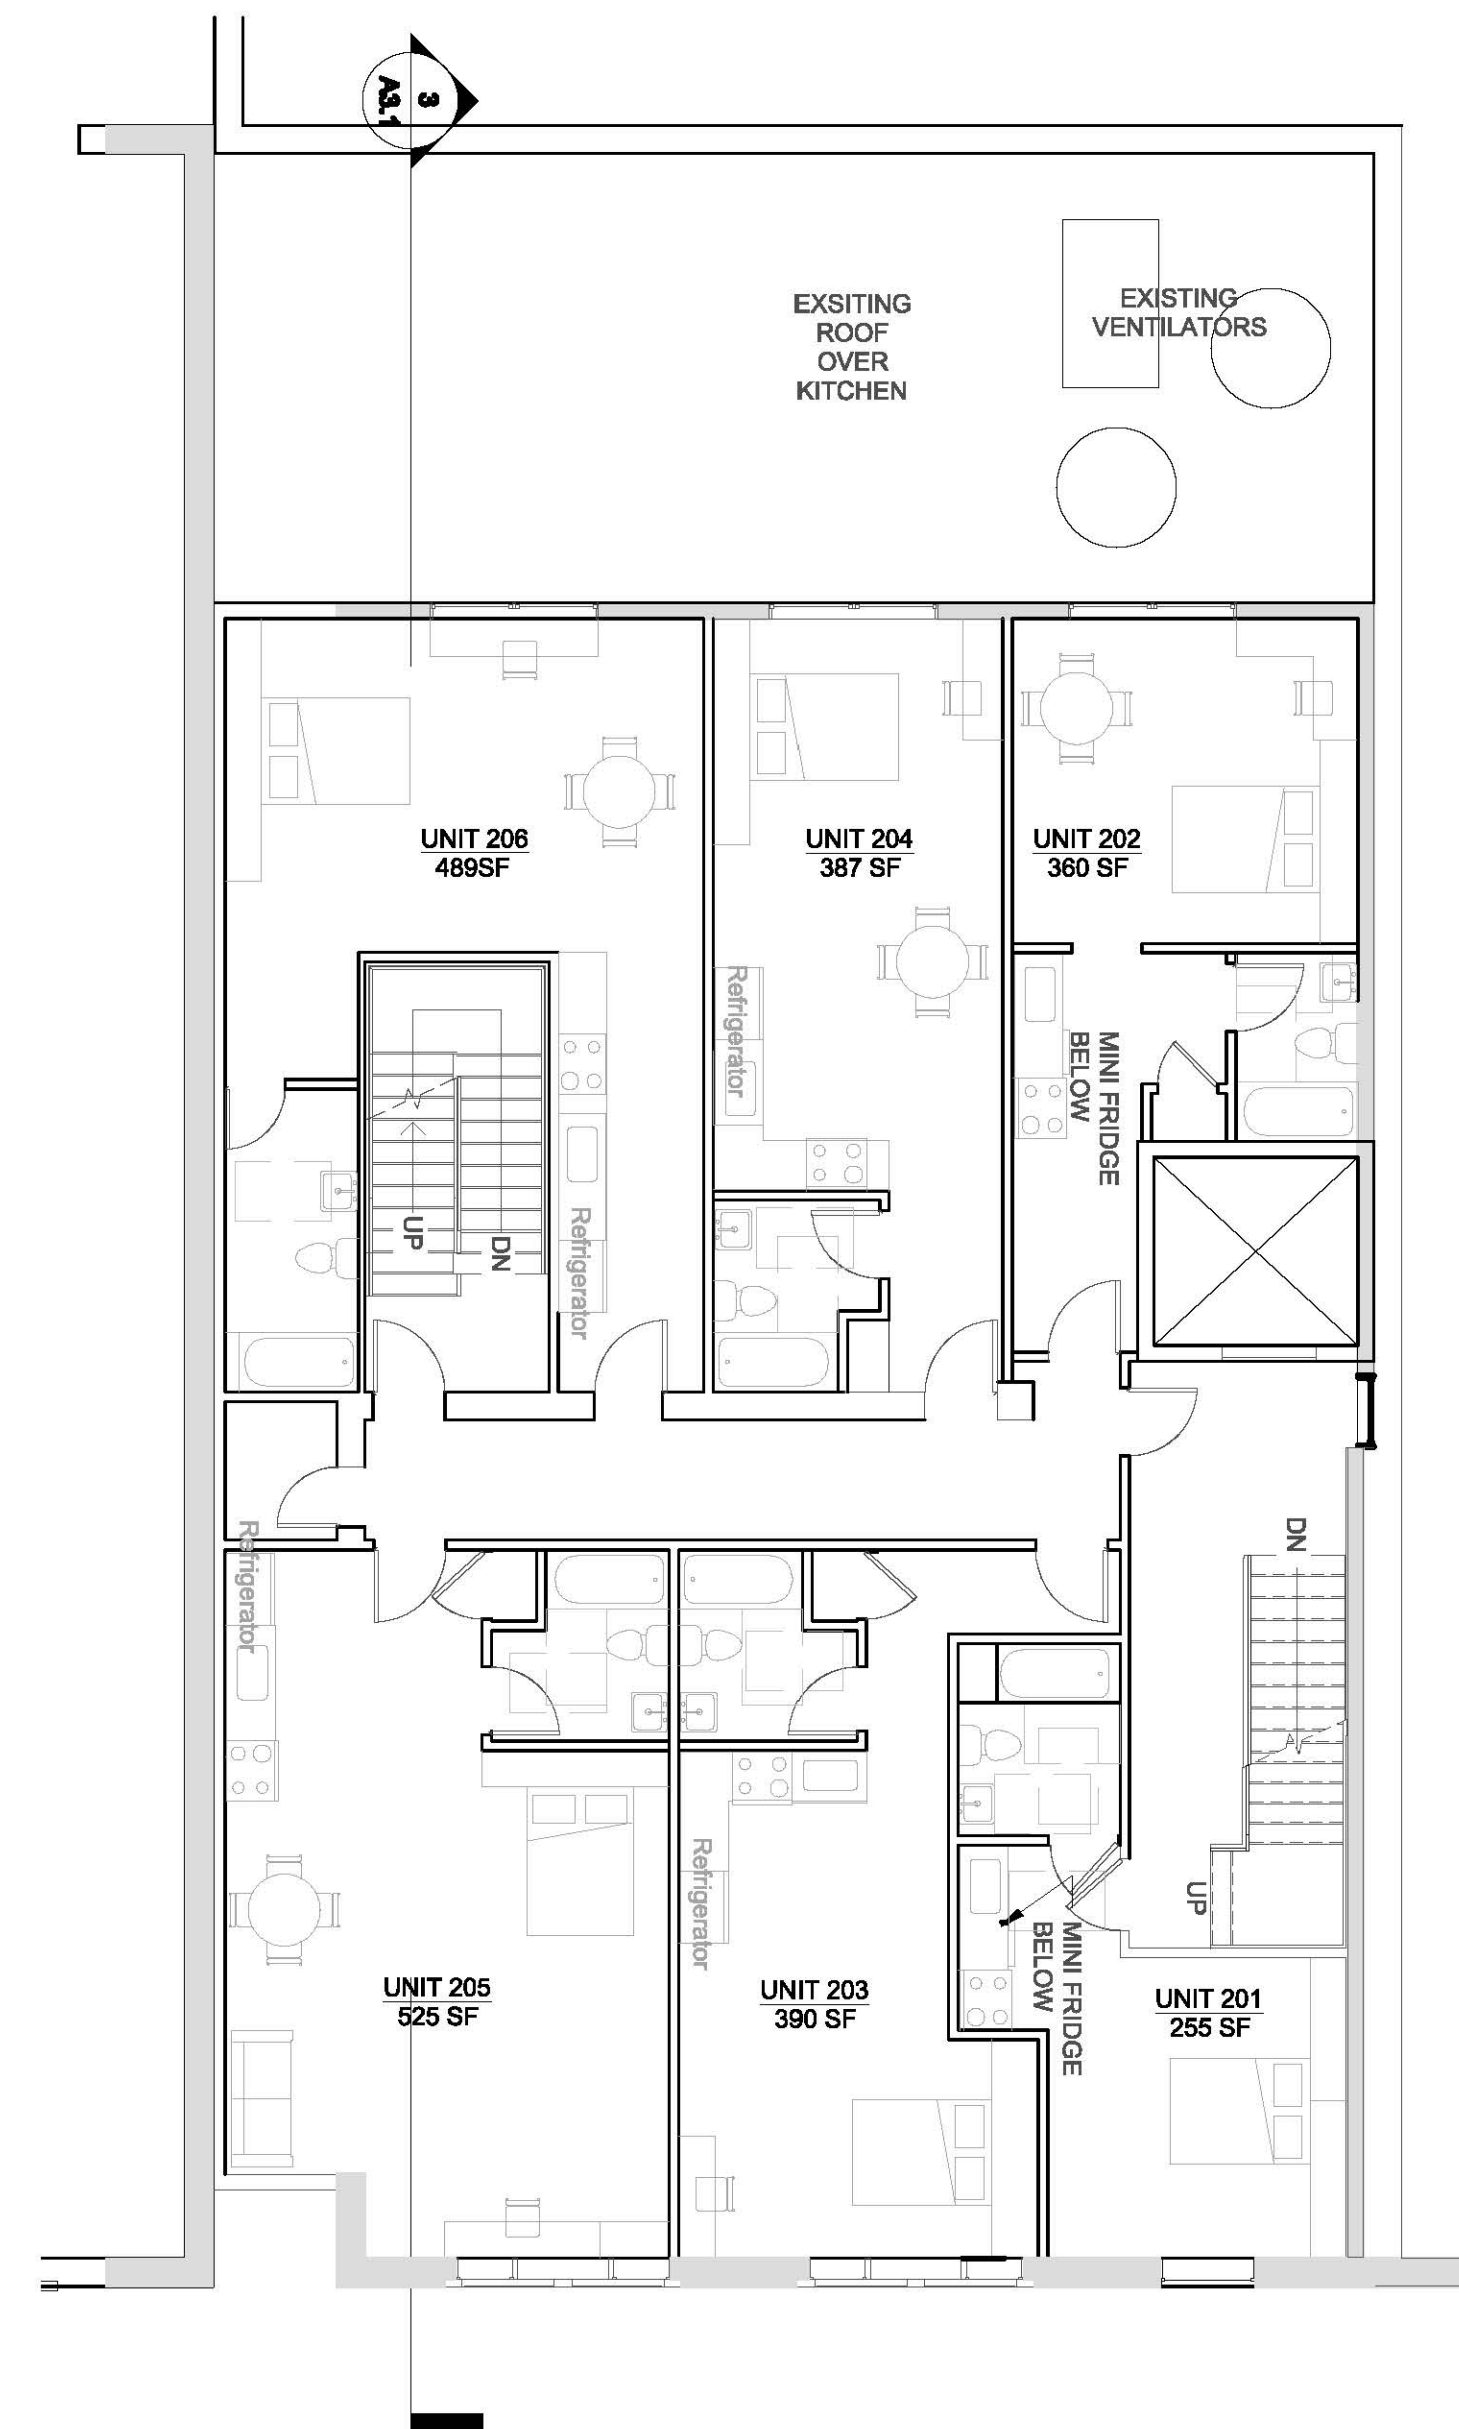 3
A3.1
EXSITING
ROOF
OVER
KITCHEN
EXISTING
VENTILATORS
UNIT 206
489SF
UNIT 204
387 SF
UNIT 202
360 SF
Refrigerator
MINI FRIDGE
BELOW
UP
DN
Refrigerator
Refrigerator
DN
Refrigerator
UP
MINI FRIDGE
BELOW
UNIT 205
525 SF
UNIT 203
390 SF
UNIT 201
255 SF